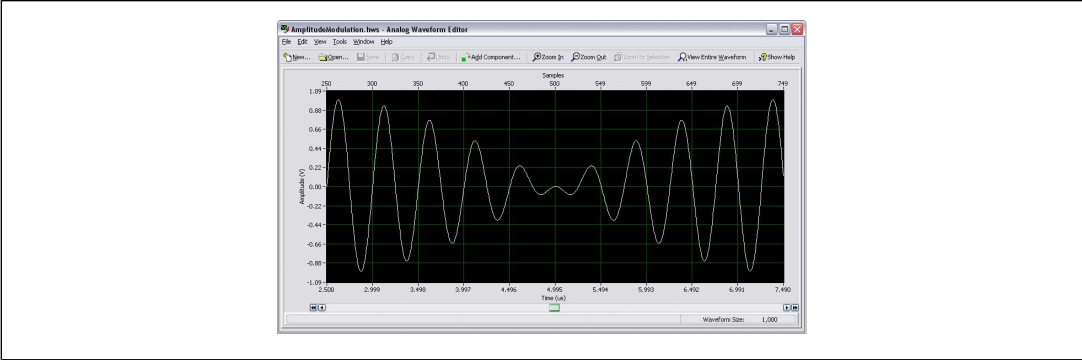 AmplitudeModulation.hws - Analog Waveform Editor
File Edit View Tools Window Help
New... Open... Save Copy Undo Add Component... Zoom In Zoom Out Zoom to Selection View Entire Waveform Show Help
Samples
250 300 350 400 450 500 549 599 649 699 749
1.09
0.88
0.66
0.44
0.22
0.00
-0.22
-0.44
-0.66
-0.88
-1.09
Amplitude (V)
2.500 2.999 3.498 3.997 4.496 4.995 5.494 5.993 6.492 6.991 7.490
Time (us)
Waveform Size: 1,000